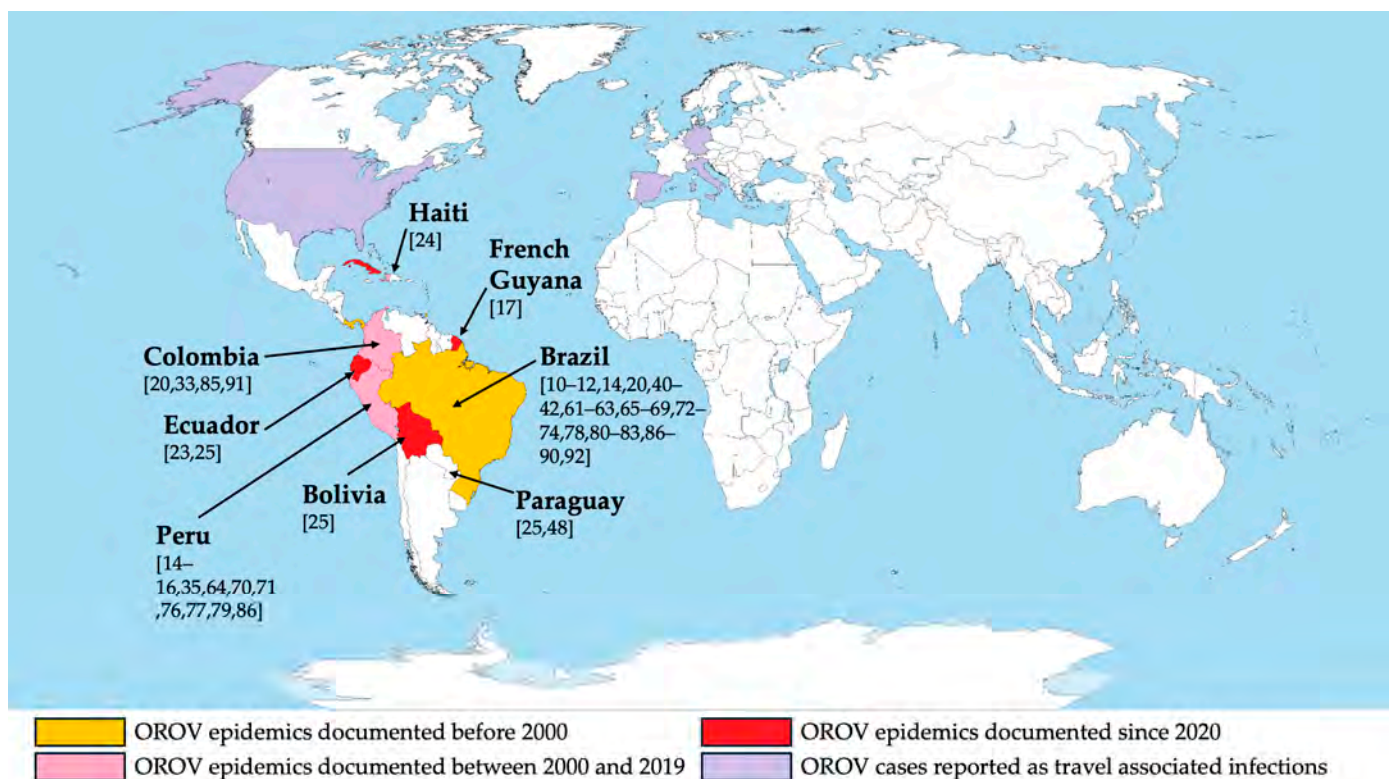 Haiti
[24]
French
Guyana
[17]
Colombia
[20,33,85,91]
Brazil
[10–12,14,20,40–
42,61–63,65–69,72–
74,78,80–83,86–
90,92]
Ecuador
[23,25]
Bolivia
[25]
Paraguay
[25,48]
Peru
[14–
16,35,64,70,71
,76,77,79,86]
OROV epidemics documented before 2000
OROV epidemics documented since 2020
OROV epidemics documented between 2000 and 2019
OROV cases reported as travel associated infections